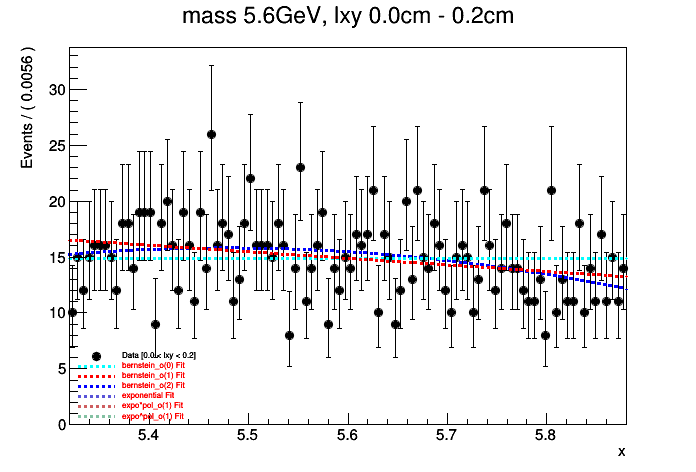 mass 5.6GeV, lxy 0.0cm - 0.2cm
Events / ( 0.0056 )
30
25
20
15
10
5
0
Data [0.0 < lxy < 0.2]
bernstein_o(0) Fit
bernstein_o(1) Fit
bernstein_o(2) Fit
exponential Fit
expo*pol_o(1) Fit
expo*pol_o(1) Fit
5.4
5.5
5.6
5.7
5.8
x